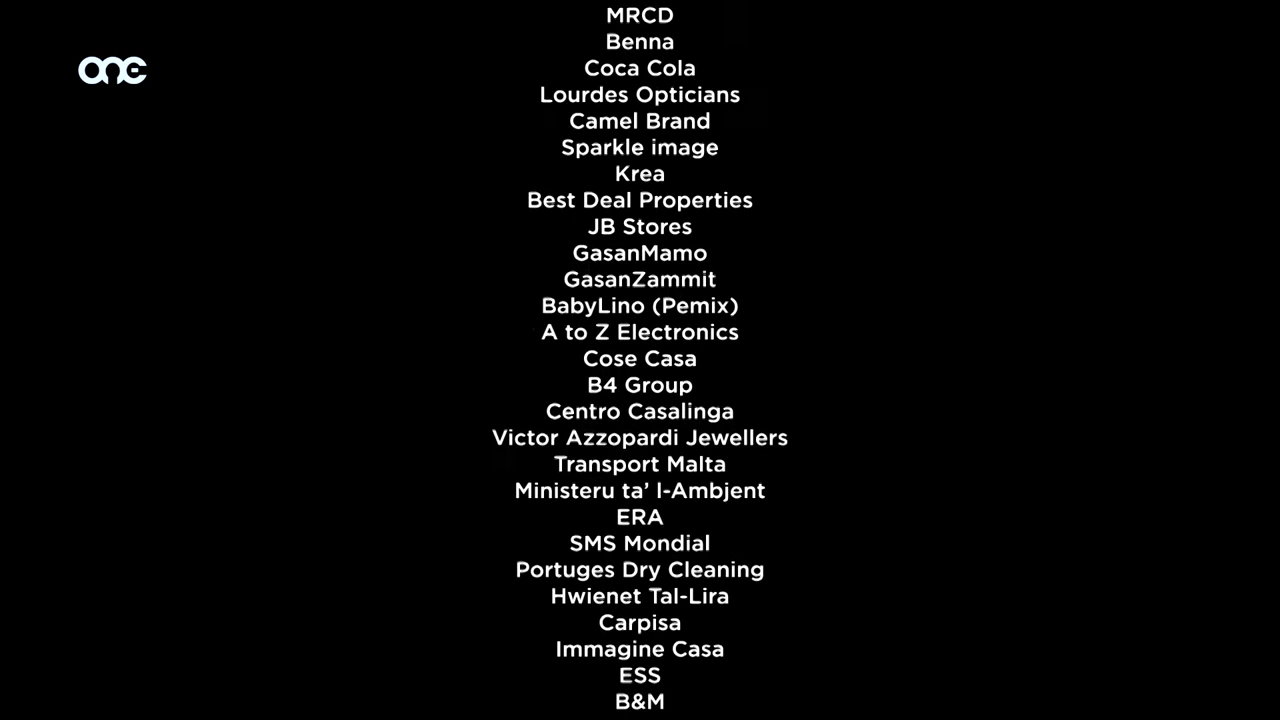 MRCD
one
Benna
Coca Cola
Lourdes Opticians
Camel Brand
Sparkle image
Krea
Best Deal Properties
JB Stores
GasanMamo
GasanZammit
BabyLino (Pemix)
A to Z Electronics
Cose Casa
B4 Group
Centro Casalinga
Victor Azzopardi Jewellers
Transport Malta
Ministeru ta’ l-Ambjent
ERA
SMS Mondial
Portuges Dry Cleaning
Hwienet Tal-Lira
Carpisa
Immagine Casa
ESS
B&M